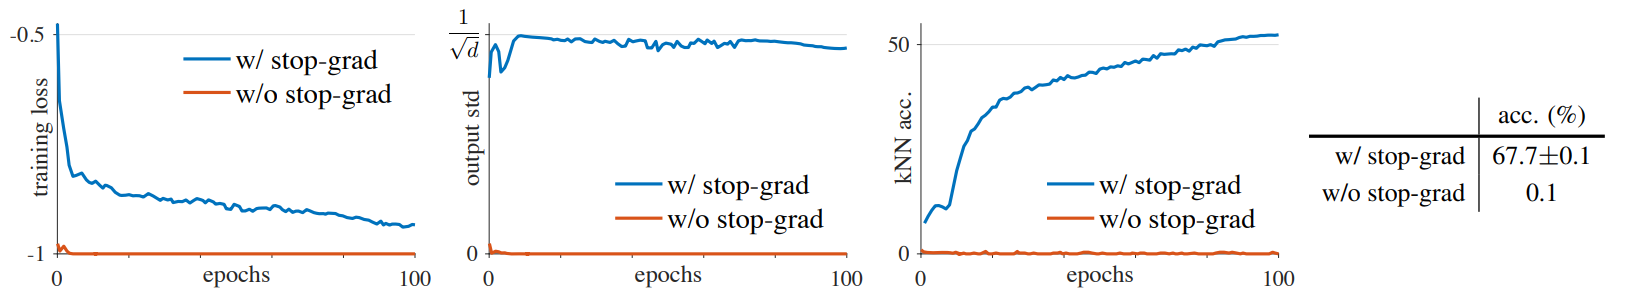 -0.5
w/ stop-grad
w/o stop-grad
training loss
-1
0
epochs
100
1
√d
output std
w/ stop-grad
w/o stop-grad
0
0
epochs
100
50
kNN acc.
w/ stop-grad
w/o stop-grad
0
0
epochs
100
acc. (%)
w/ stop-grad 67.7±0.1
w/o stop-grad 0.1